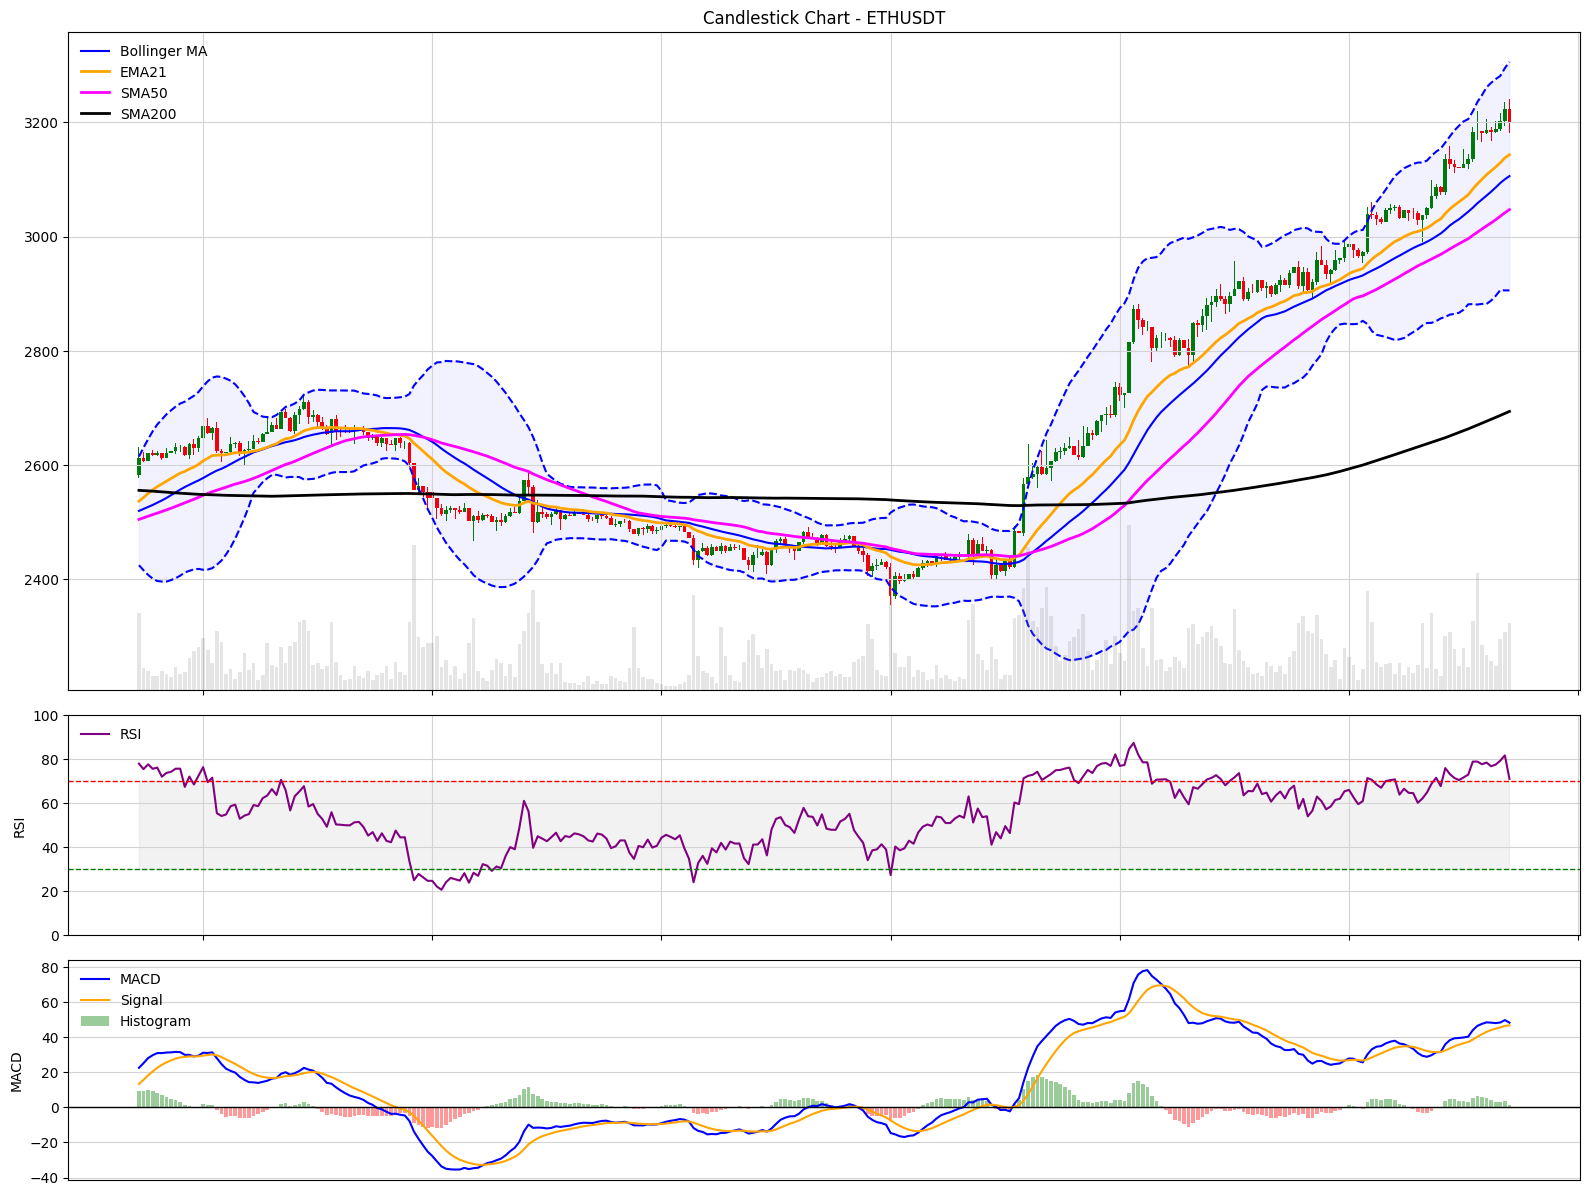 Candlestick Chart - ETHUSDT
Bollinger MA
EMA21
SMA50
SMA200
3200
3000
2800
2600
2400
100
80
60
40
20
0
RSI
RSI
80
60
40
20
0
−20
−40
MACD
MACD
Signal
Histogram